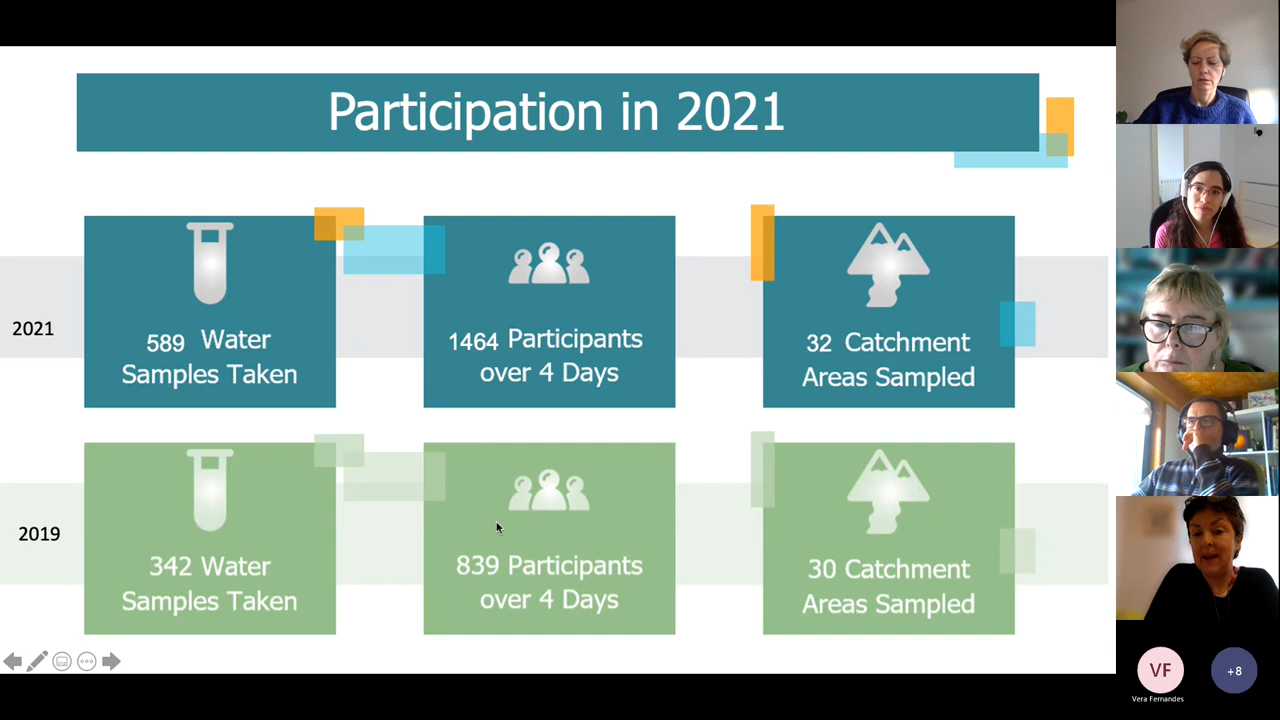 Participation in 2021
2021
589 Water
Samples Taken
1464 Participants
over 4 Days
32 Catchment
Areas Sampled
2019
342 Water
Samples Taken
839 Participants
over 4 Days
30 Catchment
Areas Sampled
VF
+8
Vera Fernandes